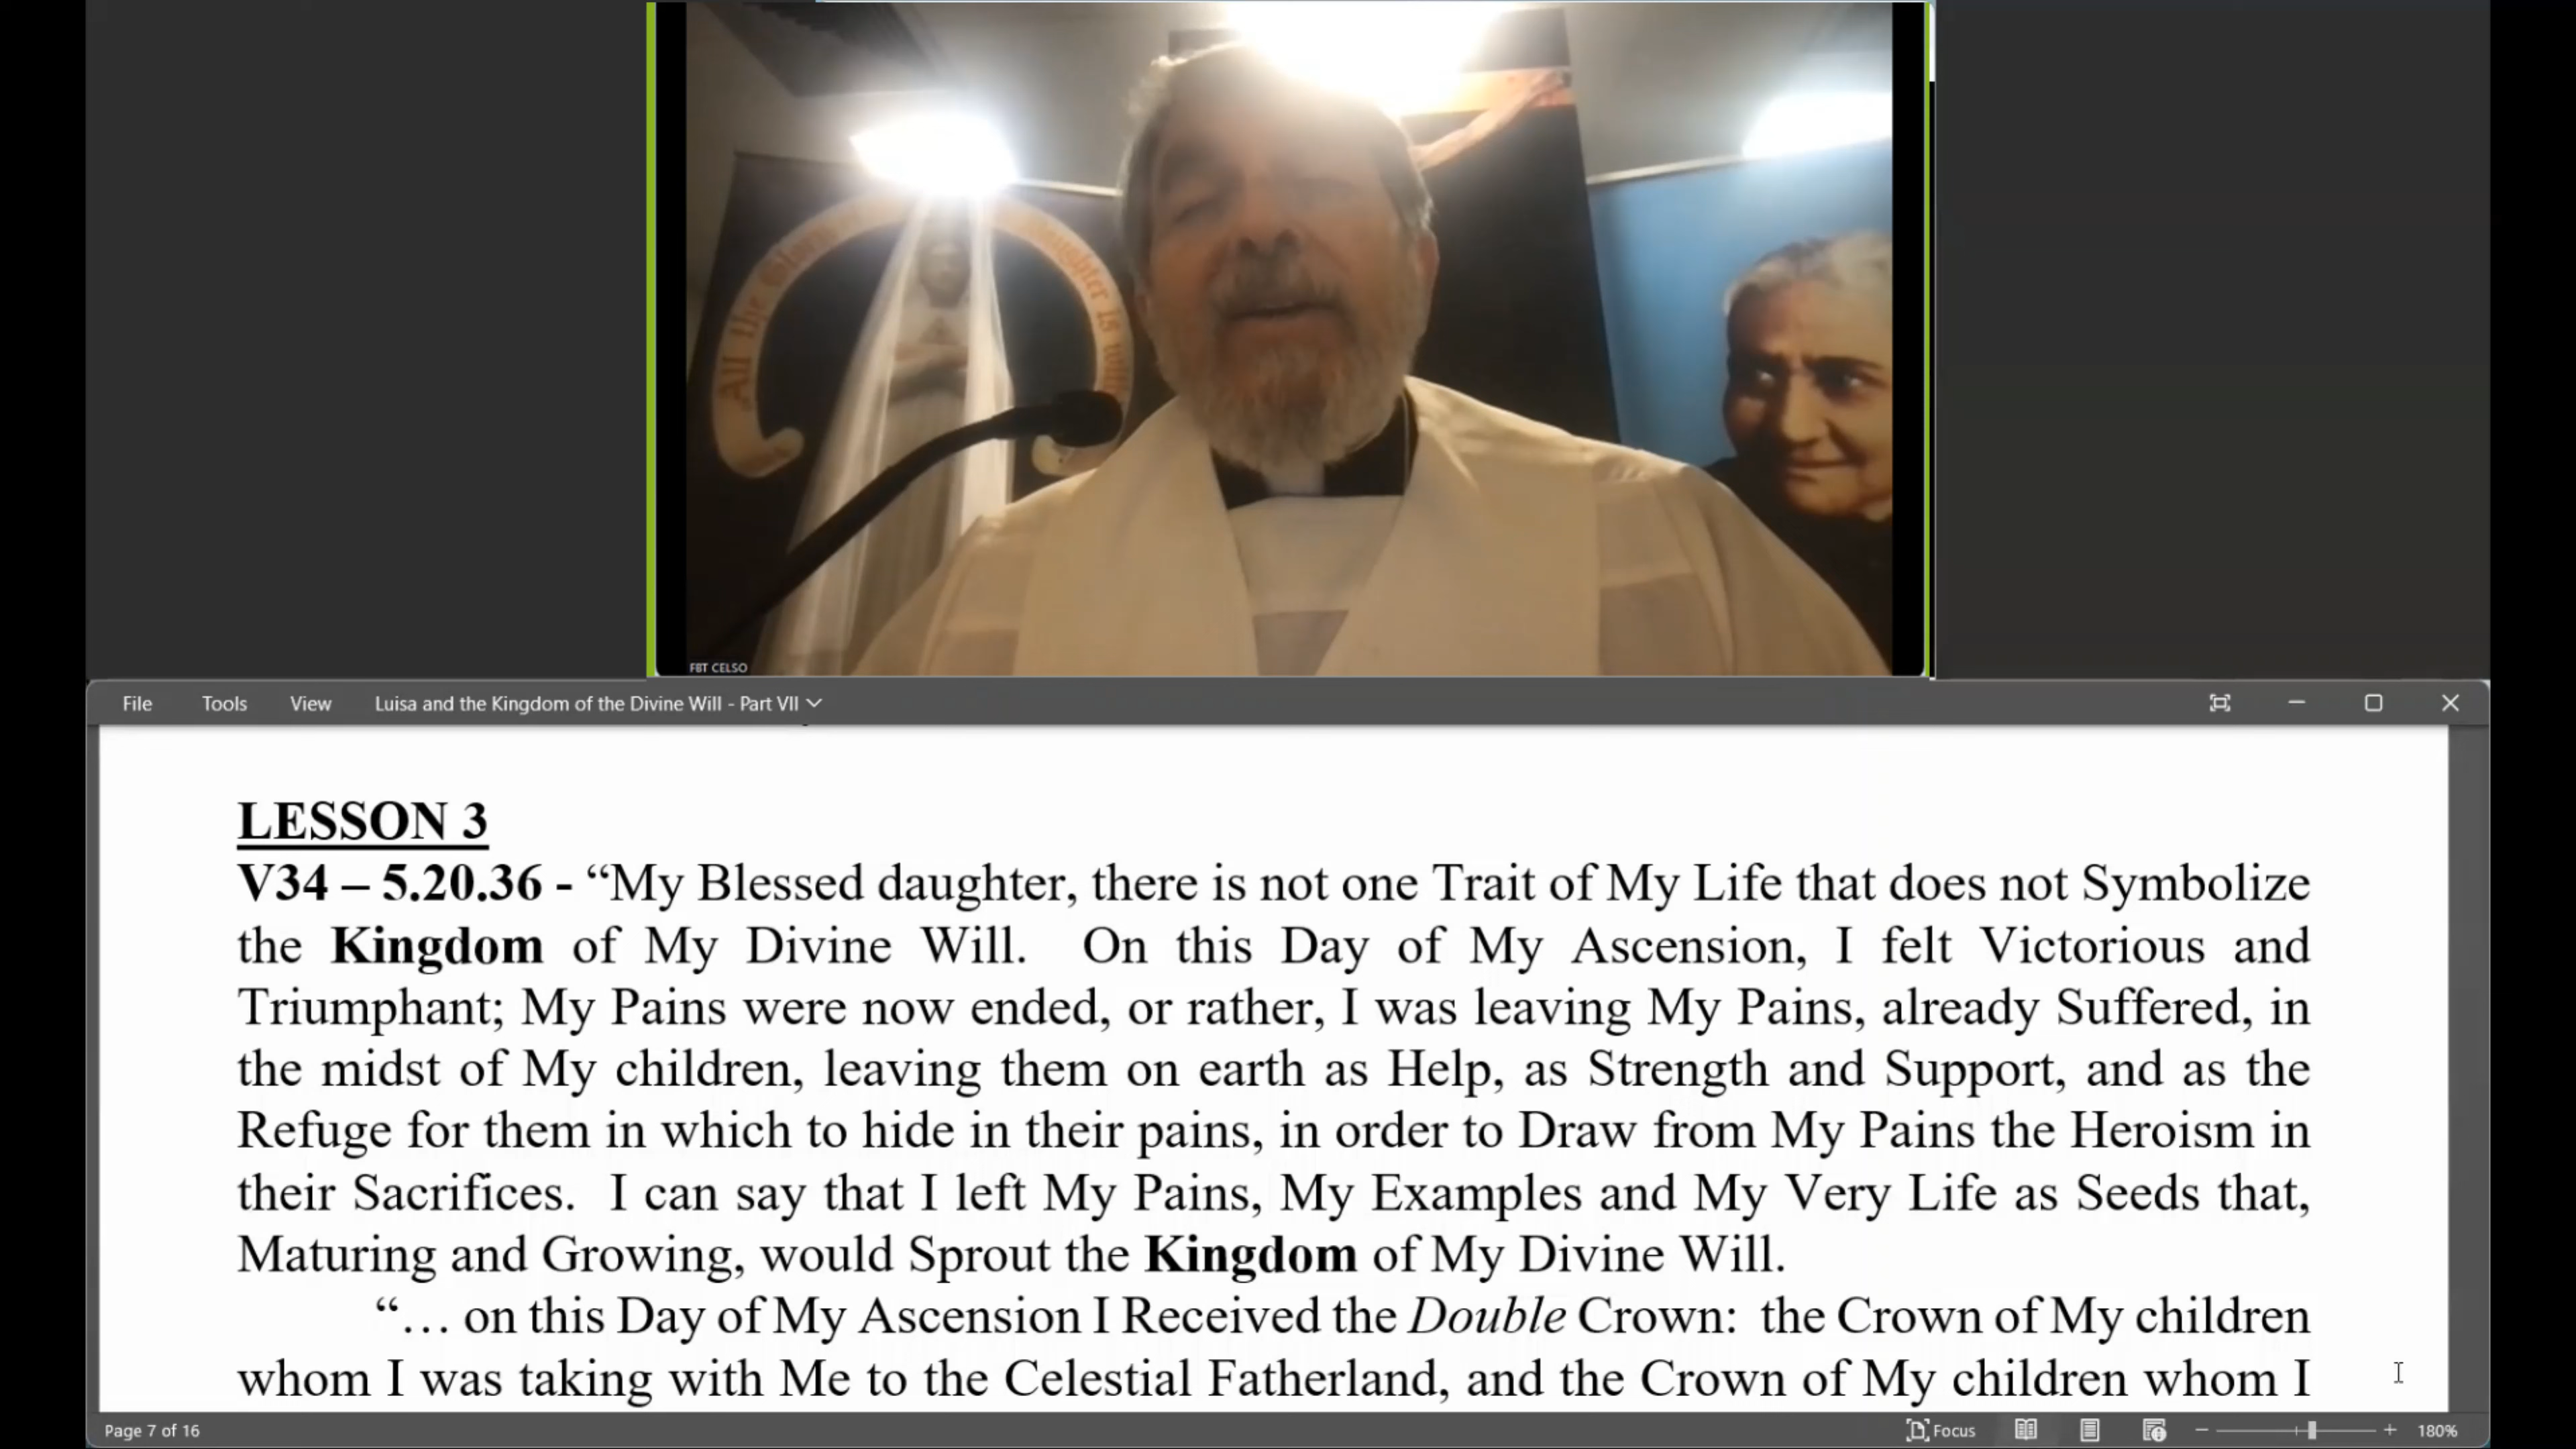 All the Glory
Daughter is with
FBT CELSO
File Tools View Luisa and the Kingdom of the Divine Will - Part VII
LESSON 3
V34 – 5.20.36 - “My Blessed daughter, there is not one Trait of My Life that does not Symbolize
the Kingdom of My Divine Will. On this Day of My Ascension, I felt Victorious and
Triumphant; My Pains were now ended, or rather, I was leaving My Pains, already Suffered, in
the midst of My children, leaving them on earth as Help, as Strength and Support, and as the
Refuge for them in which to hide in their pains, in order to Draw from My Pains the Heroism in
their Sacrifices. I can say that I left My Pains, My Examples and My Very Life as Seeds that,
Maturing and Growing, would Sprout the Kingdom of My Divine Will.
“… on this Day of My Ascension I Received the Double Crown: the Crown of My children
whom I was taking with Me to the Celestial Fatherland, and the Crown of My children whom I
Page 7 of 16 Focus 180%